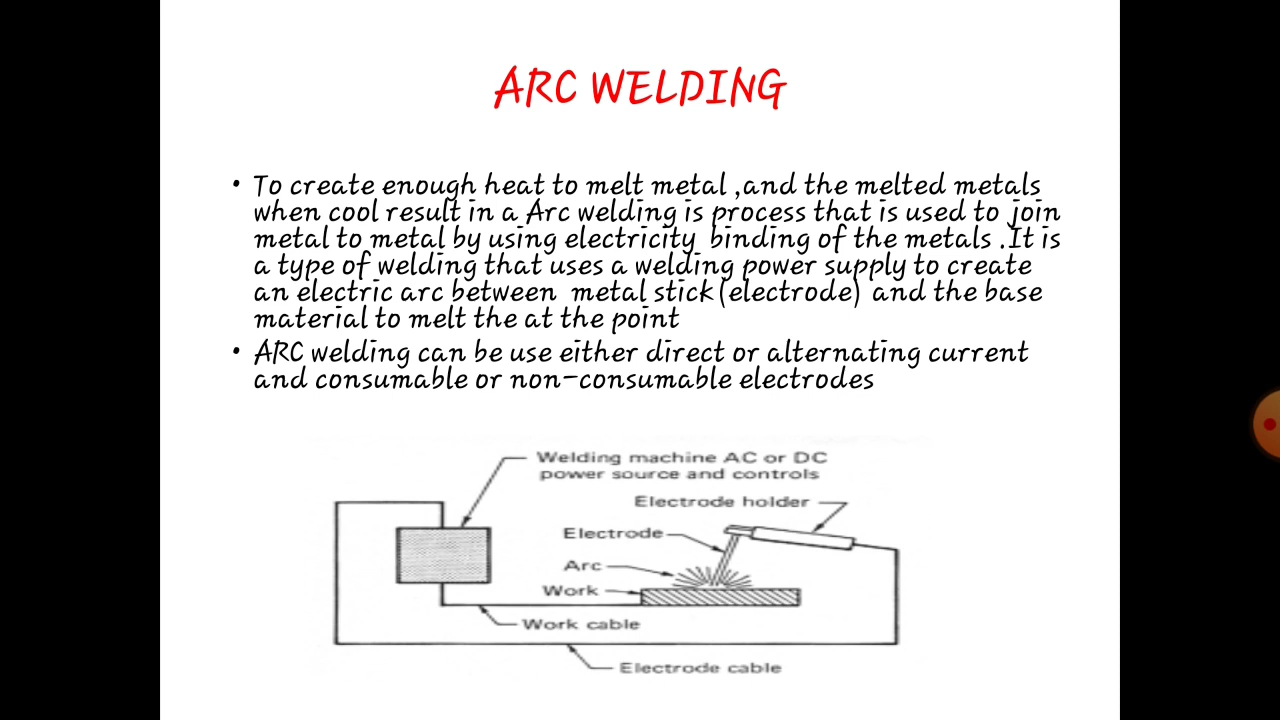 ARC WELDING
• To create enough heat to melt metal ,and the melted metals
when cool result in a Arc welding is process that is used to join
metal to metal by using electricity binding of the metals .It is
a type of welding that uses a welding power supply to create
an electric arc between metal stick(electrode) and the base
material to melt the at the point
• ARC welding can be use either direct or alternating current
and consumable or non-consumable electrodes
Welding machine AC or DC
power source and controls
Electrode holder
Electrode
Arc
Work
Work cable
Electrode cable